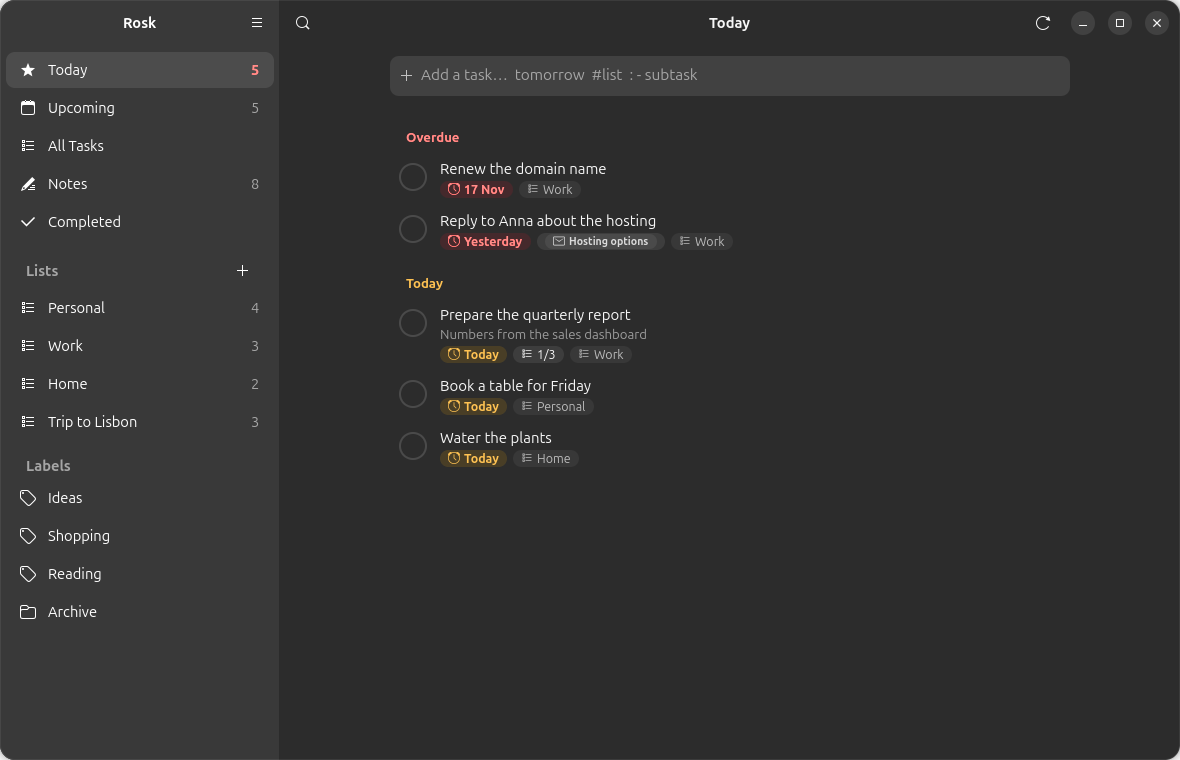 Rosk
Today 5
Upcoming 5
All Tasks
Notes 8
Completed
Lists
Personal 4
Work 3
Home 2
Trip to Lisbon 3
Labels
Ideas
Shopping
Reading
Archive
Today
Add a task… tomorrow #list : - subtask
Overdue
Renew the domain name
17 Nov Work
Reply to Anna about the hosting
Yesterday Hosting options Work
Today
Prepare the quarterly report
Numbers from the sales dashboard
Today 1/3 Work
Book a table for Friday
Today Personal
Water the plants
Today Home